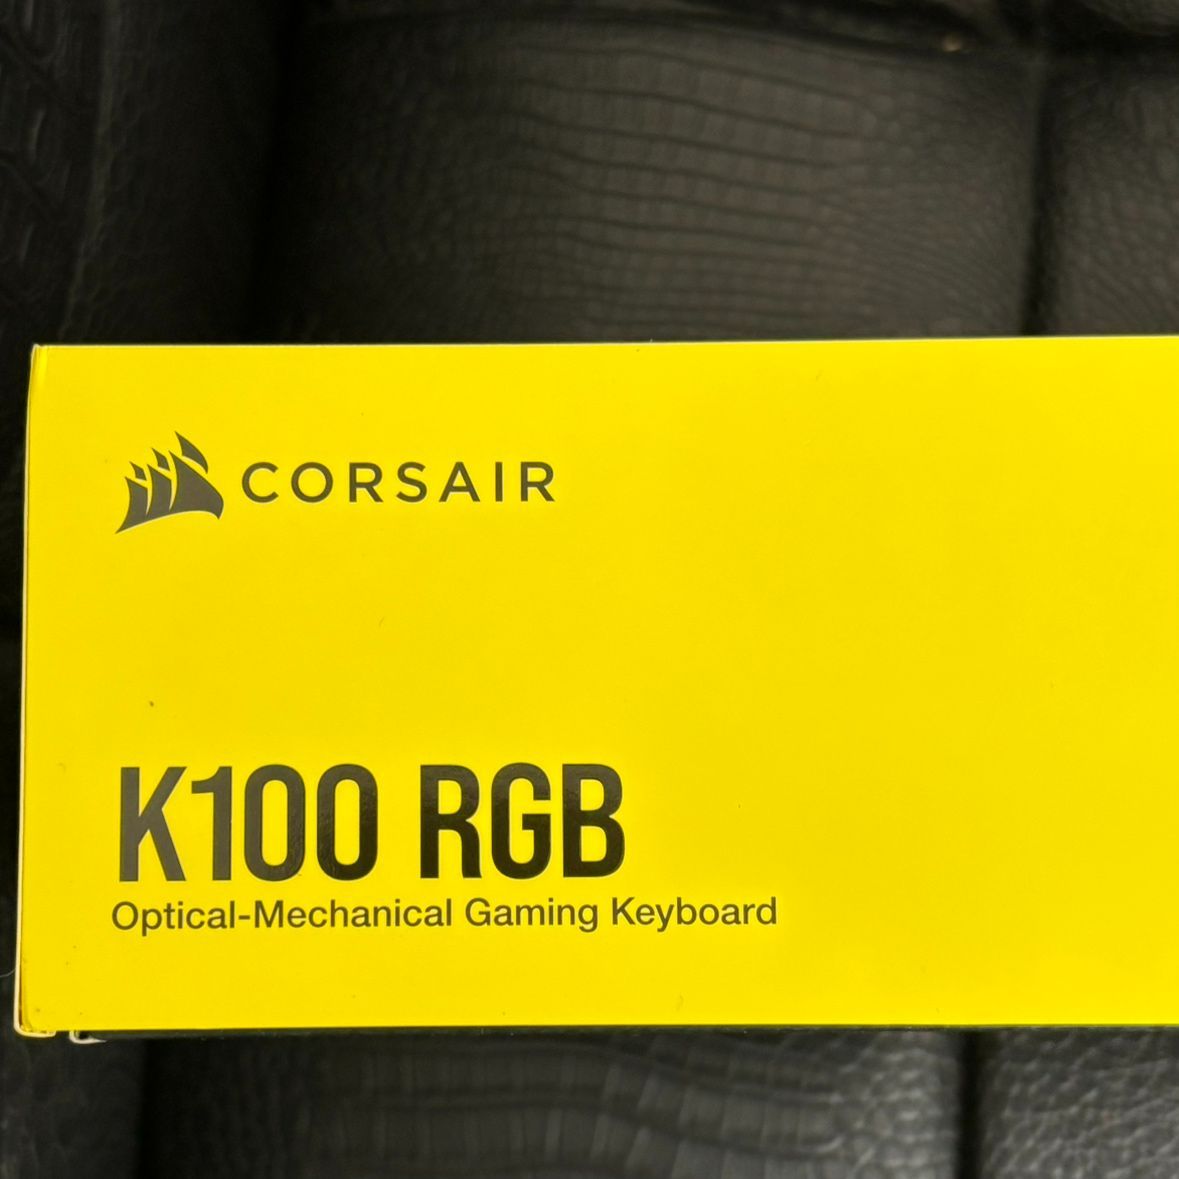 CORSAIR
K100 RGB
Optical-Mechanical Gaming Keyboard